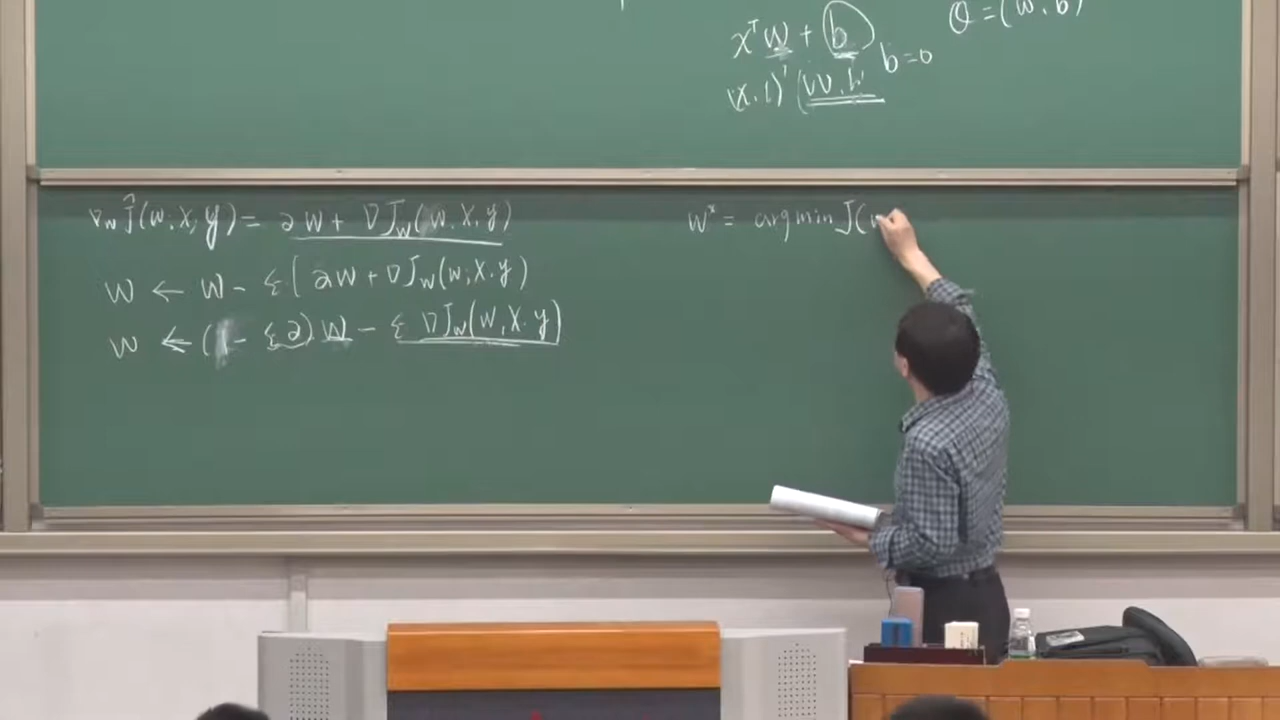 x^T w + b
θ = (w, b)
b = 0
(x, 1)^T (w, b
∇_w Ĵ(w; X, y) = α w + ∇J_w(w, X, y)
w ← w - ε( α w + ∇J_w(w; X, y)
w ← (1 - ε α) w - ε ∇J_w(w, X, y)
w* = argmin J(w